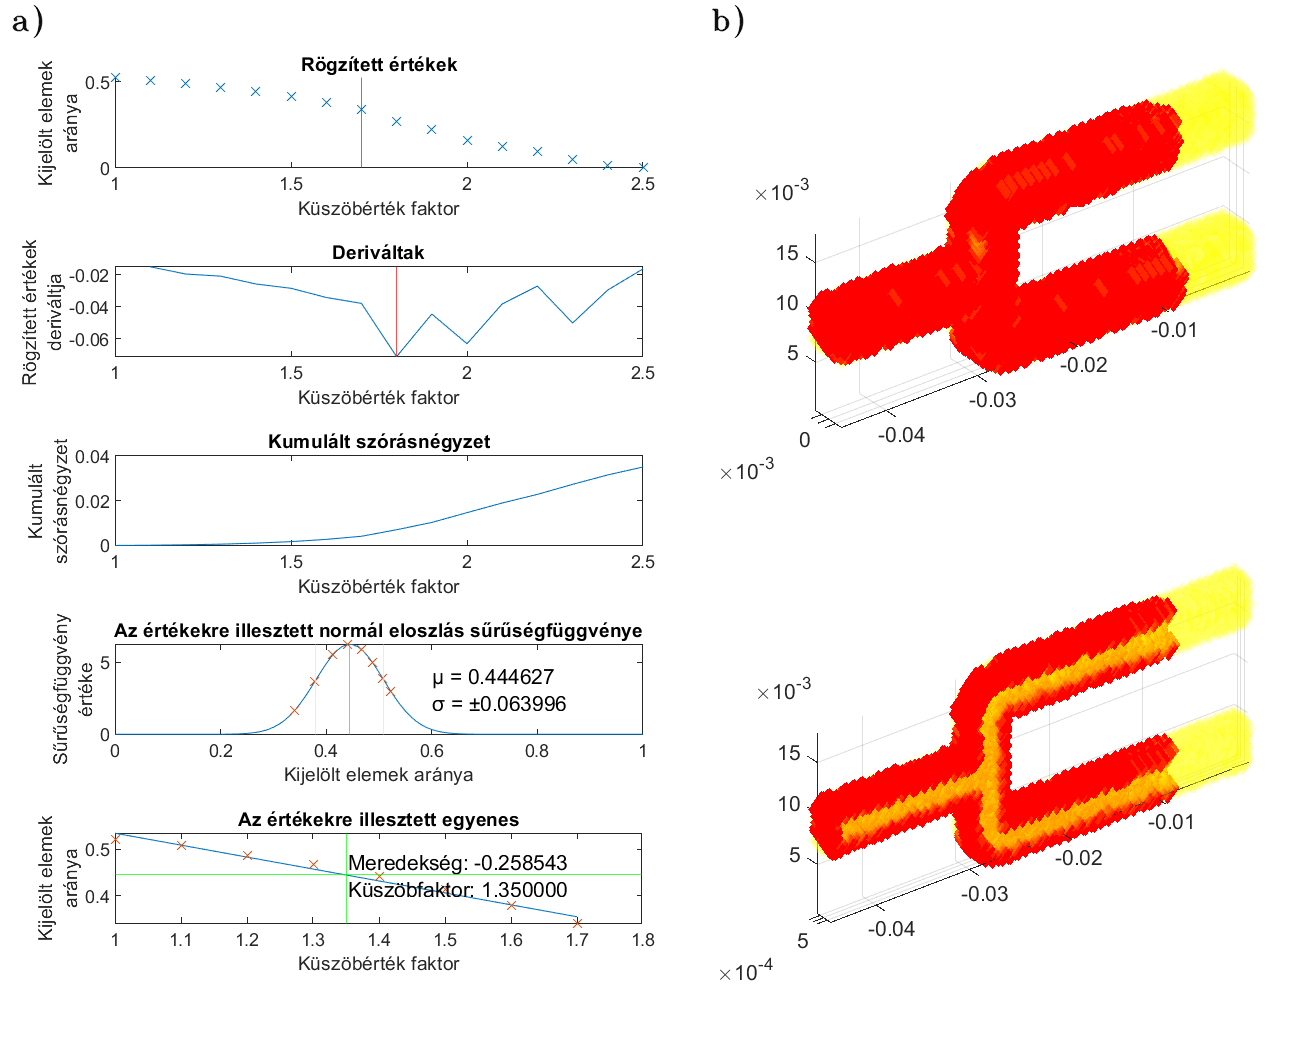 a)
Rögzített értékek
Kijelölt elemek
aránya
0.5
0
1
1.5
2
2.5
Küszöbérték faktor
Deriváltak
Rögzített értékek
deriváltja
-0.02
-0.04
-0.06
1
1.5
2
2.5
Küszöbérték faktor
Kumulált szórásnégyzet
Kumulált
szórásnégyzet
0.04
0.02
0
1
1.5
2
2.5
Küszöbérték faktor
Az értékekre illesztett normál eloszlás sűrűségfüggvénye
Sűrűségfüggvény
értéke
5
0
μ = 0.444627
σ = ±0.063996
0
0.2
0.4
0.6
0.8
1
Kijelölt elemek aránya
Az értékekre illesztett egyenes
Kijelölt elemek
aránya
0.5
0.4
Meredekség: -0.258543
Küszöbfaktor: 1.350000
1
1.1
1.2
1.3
1.4
1.5
1.6
1.7
1.8
Küszöbérték faktor
b)
×10-3
15
10
5
0
-0.04
-0.03
-0.02
-0.01
×10-3
×10-3
15
10
5
5
-0.04
-0.03
-0.02
-0.01
×10-4